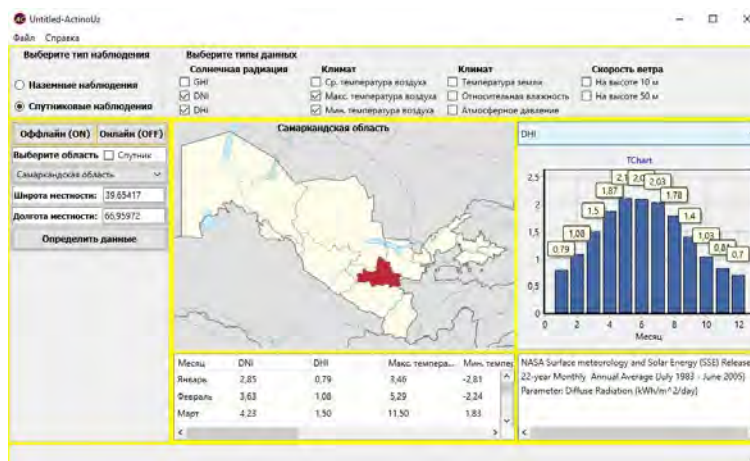 Untitled-ActinoUz
Файл Справка
Выберите тип наблюдения
Наземные наблюдения
Спутниковые наблюдения
Выберите типы данных
Солнечная радиация
GHI
DNI
DHI
Климат
Ср. температура воздуха
Макс. температура воздуха
Мин. температура воздуха
Климат
Температура земли
Относительная влажность
Атмосферное давление
Скорость ветра
На высоте 10 м
На высоте 50 м
Оффлайн (ON) Онлайн (OFF)
Выберите область Спутник
Самаркандская область
Широта местности: 39.65417
Долгота местности: 66.95972
Определить данные
Самаркандская область
DHI
TChart
2,5
2
1,5
1
0,5
0
0,79
1,08
1.5
1,87
2,03
1.78
1.4
1,03
0.7
0 2 4 6 8 10 12
Месяц
Месяц DNI DHI Макс. темпера... Мин. темпер
Январь 2,85 0,79 3,46 -2,81
Февраль 3,63 1,08 5,29 -2,24
Март 4,23 1,50 11,50 1,83
NASA Surface meteorology and Solar Energy (SSE) Release
22-year Monthly Annual Average (July 1983 - June 2005)
Parameter: Diffuse Radiation (kWh/m^2/day)